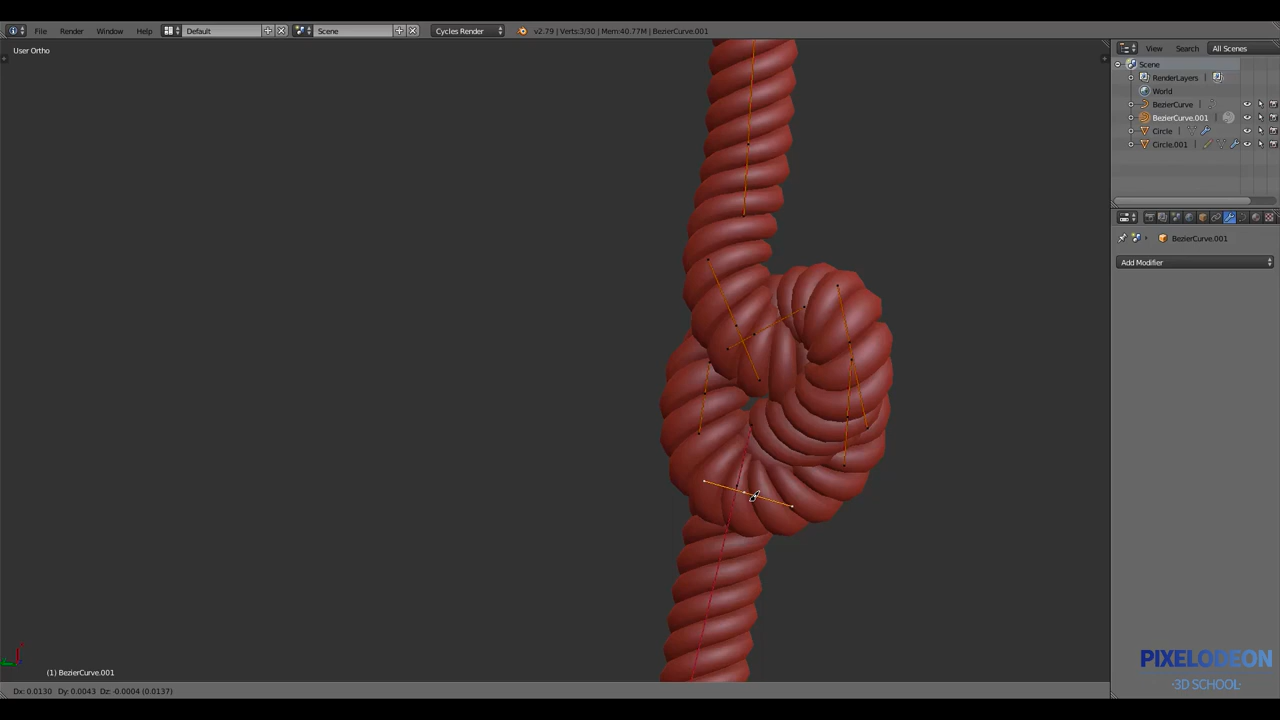 File Render Window Help Default Scene Cycles Render v2.79 | Verts:3/30 | Mem:40.77M | BezierCurve.001
User Ortho
View Search All Scenes
Scene
RenderLayers
World
BezierCurve
BezierCurve.001
Circle
Circle.001
BezierCurve.001
Add Modifier
(1) BezierCurve.001
Dx: 0.0130 Dy: 0.0043 Dz: -0.0004 (0.0137)
PIXELODEON
3D SCHOOL